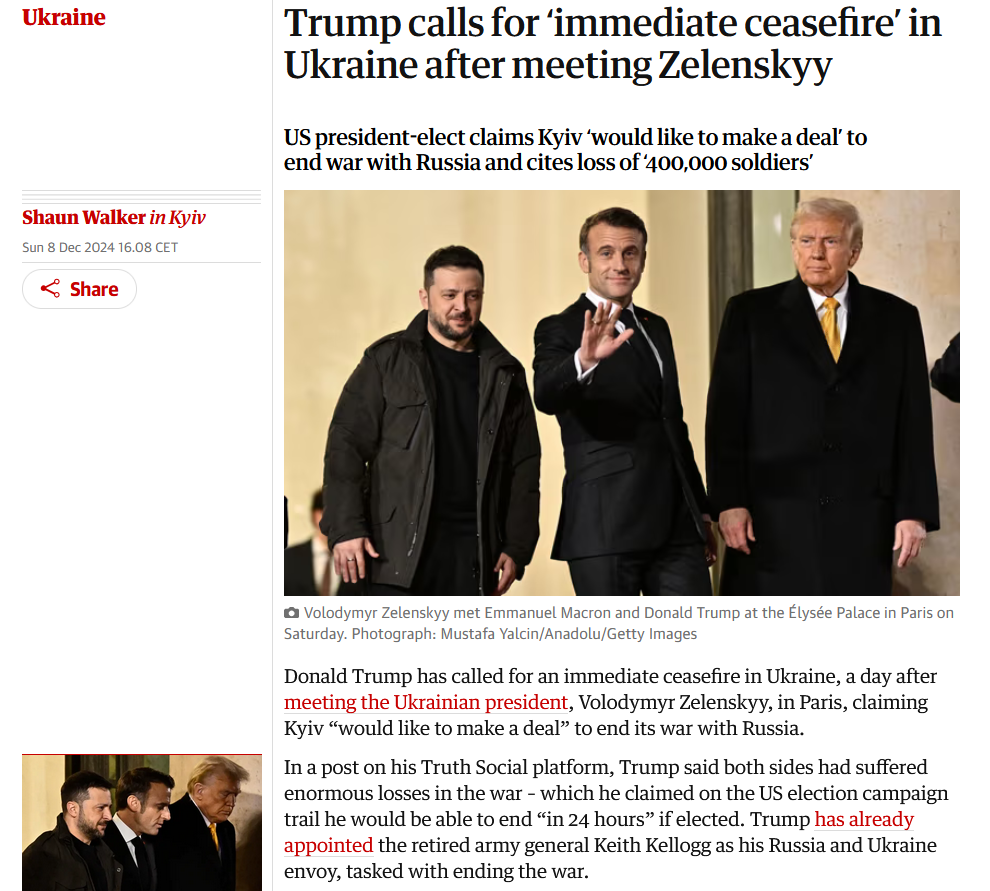 Ukraine
Trump calls for ‘immediate ceasefire’ in
Ukraine after meeting Zelenskyy
US president-elect claims Kyiv ‘would like to make a deal’ to
end war with Russia and cites loss of ‘400,000 soldiers’
Shaun Walker in Kyiv
Sun 8 Dec 2024 16.08 CET
Share
Volodymyr Zelenskyy met Emmanuel Macron and Donald Trump at the Élysée Palace in Paris on
Saturday. Photograph: Mustafa Yalcin/Anadolu/Getty Images
Donald Trump has called for an immediate ceasefire in Ukraine, a day after
meeting the Ukrainian president, Volodymyr Zelenskyy, in Paris, claiming
Kyiv “would like to make a deal” to end its war with Russia.
In a post on his Truth Social platform, Trump said both sides had suffered
enormous losses in the war – which he claimed on the US election campaign
trail he would be able to end “in 24 hours” if elected. Trump has already
appointed the retired army general Keith Kellogg as his Russia and Ukraine
envoy, tasked with ending the war.